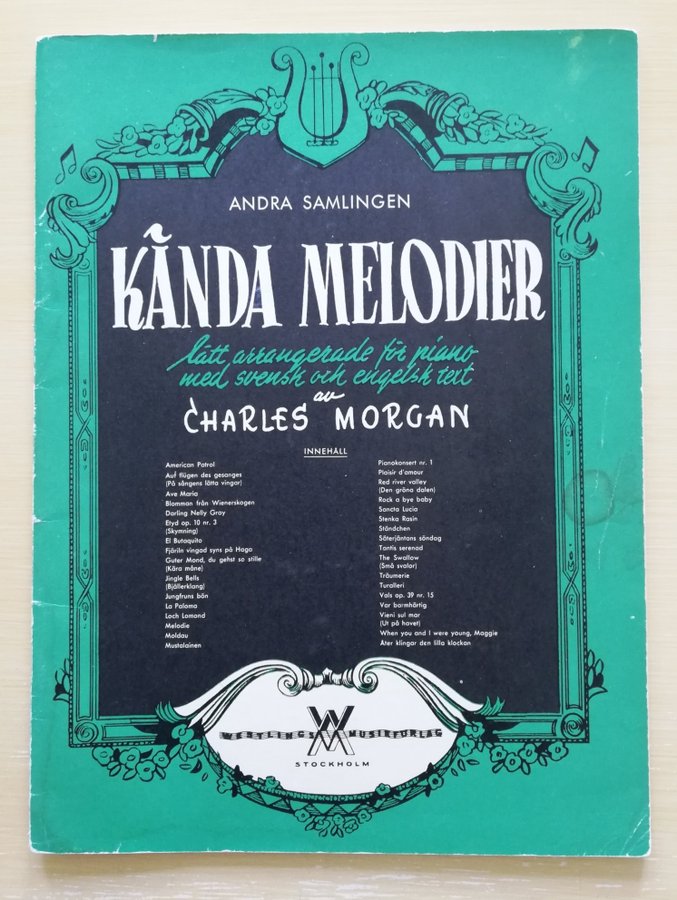 ANDRA SAMLINGEN
KÄNDA MELODIER
lätt arrangerade för piano
med svensk och engelsk text
av
CHARLES MORGAN
INNEHÅLL
American Patrol
Auf flügen des gesanges
(På sångens lätta vingar)
Ave Maria
Blomman från Wienerskogen
Darling Nelly Gray
Etyd op. 10 nr. 3
(Skymning)
El Butaquito
Fjäriln vingad syns på Haga
Guter Mond, du gehst so stille
(Kära måne)
Jingle Bells
(Bjällerklang)
Jungfruns bön
La Paloma
Loch Lomond
Melodie
Moldau
Mustalainen
Pianokonsert nr. 1
Plaisir d'amour
Red river valley
(Den gröna dalen)
Rock a bye baby
Sancta Lucia
Stenka Rasin
Ständchen
Säterjäntans söndag
Tantis serenad
The Swallow
(Små svalor)
Träumerie
Turalleri
Vals op. 39 nr. 15
Var barmhärtig
Vieni sul mar
(Ut på havet)
When you and I were young, Maggie
Åter klingar den lilla klockan
WM
WESTLINGS MUSIKFÖRLAG
STOCKHOLM